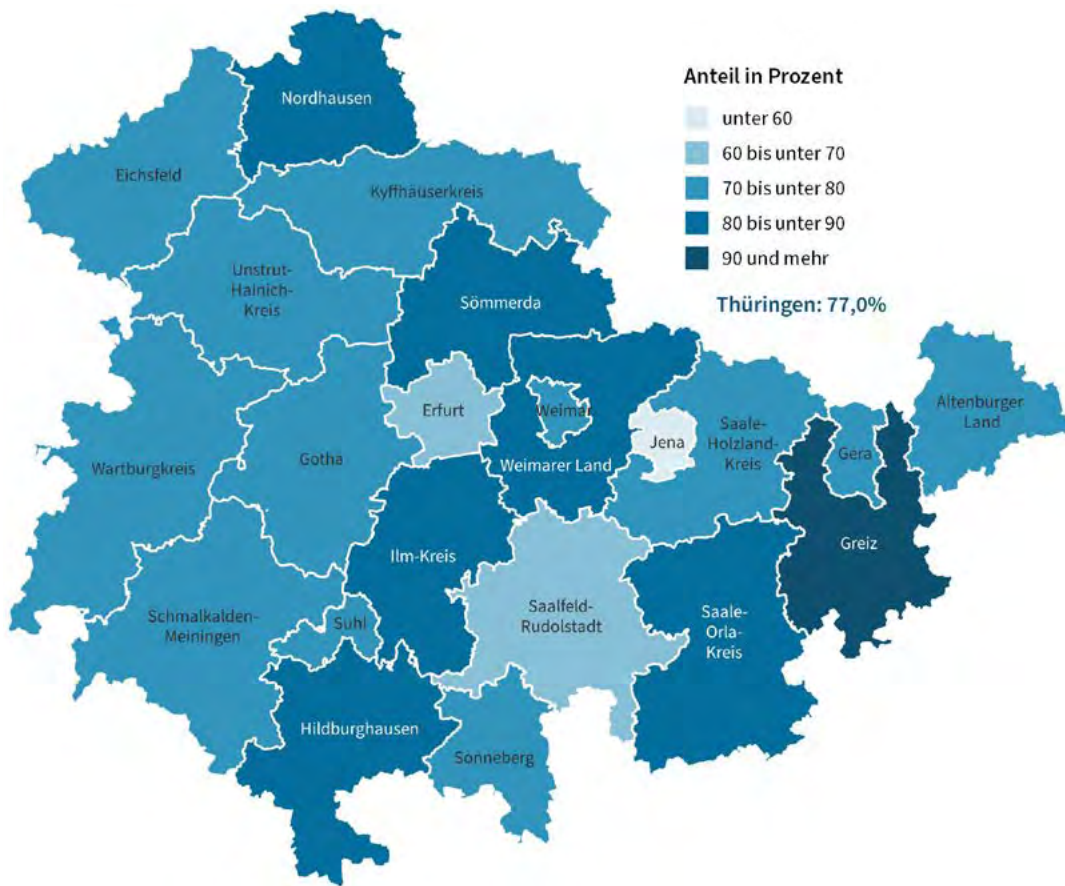 Anteil in Prozent
unter 60
60 bis unter 70
70 bis unter 80
80 bis unter 90
90 und mehr
Thüringen: 77,0%
Nordhausen
Eichsfeld
Kyffhäuserkreis
Unstrut-
Hainich-
Kreis
Sömmerda
Erfurt
Weimar
Jena
Saale-
Holzland-
Kreis
Gera
Altenburger
Land
Wartburgkreis
Gotha
Weimarer Land
Greiz
Ilm-Kreis
Saalfeld-
Rudolstadt
Saale-
Orla-
Kreis
Schmalkalden-
Meiningen
Suhl
Hildburghausen
Sonneberg